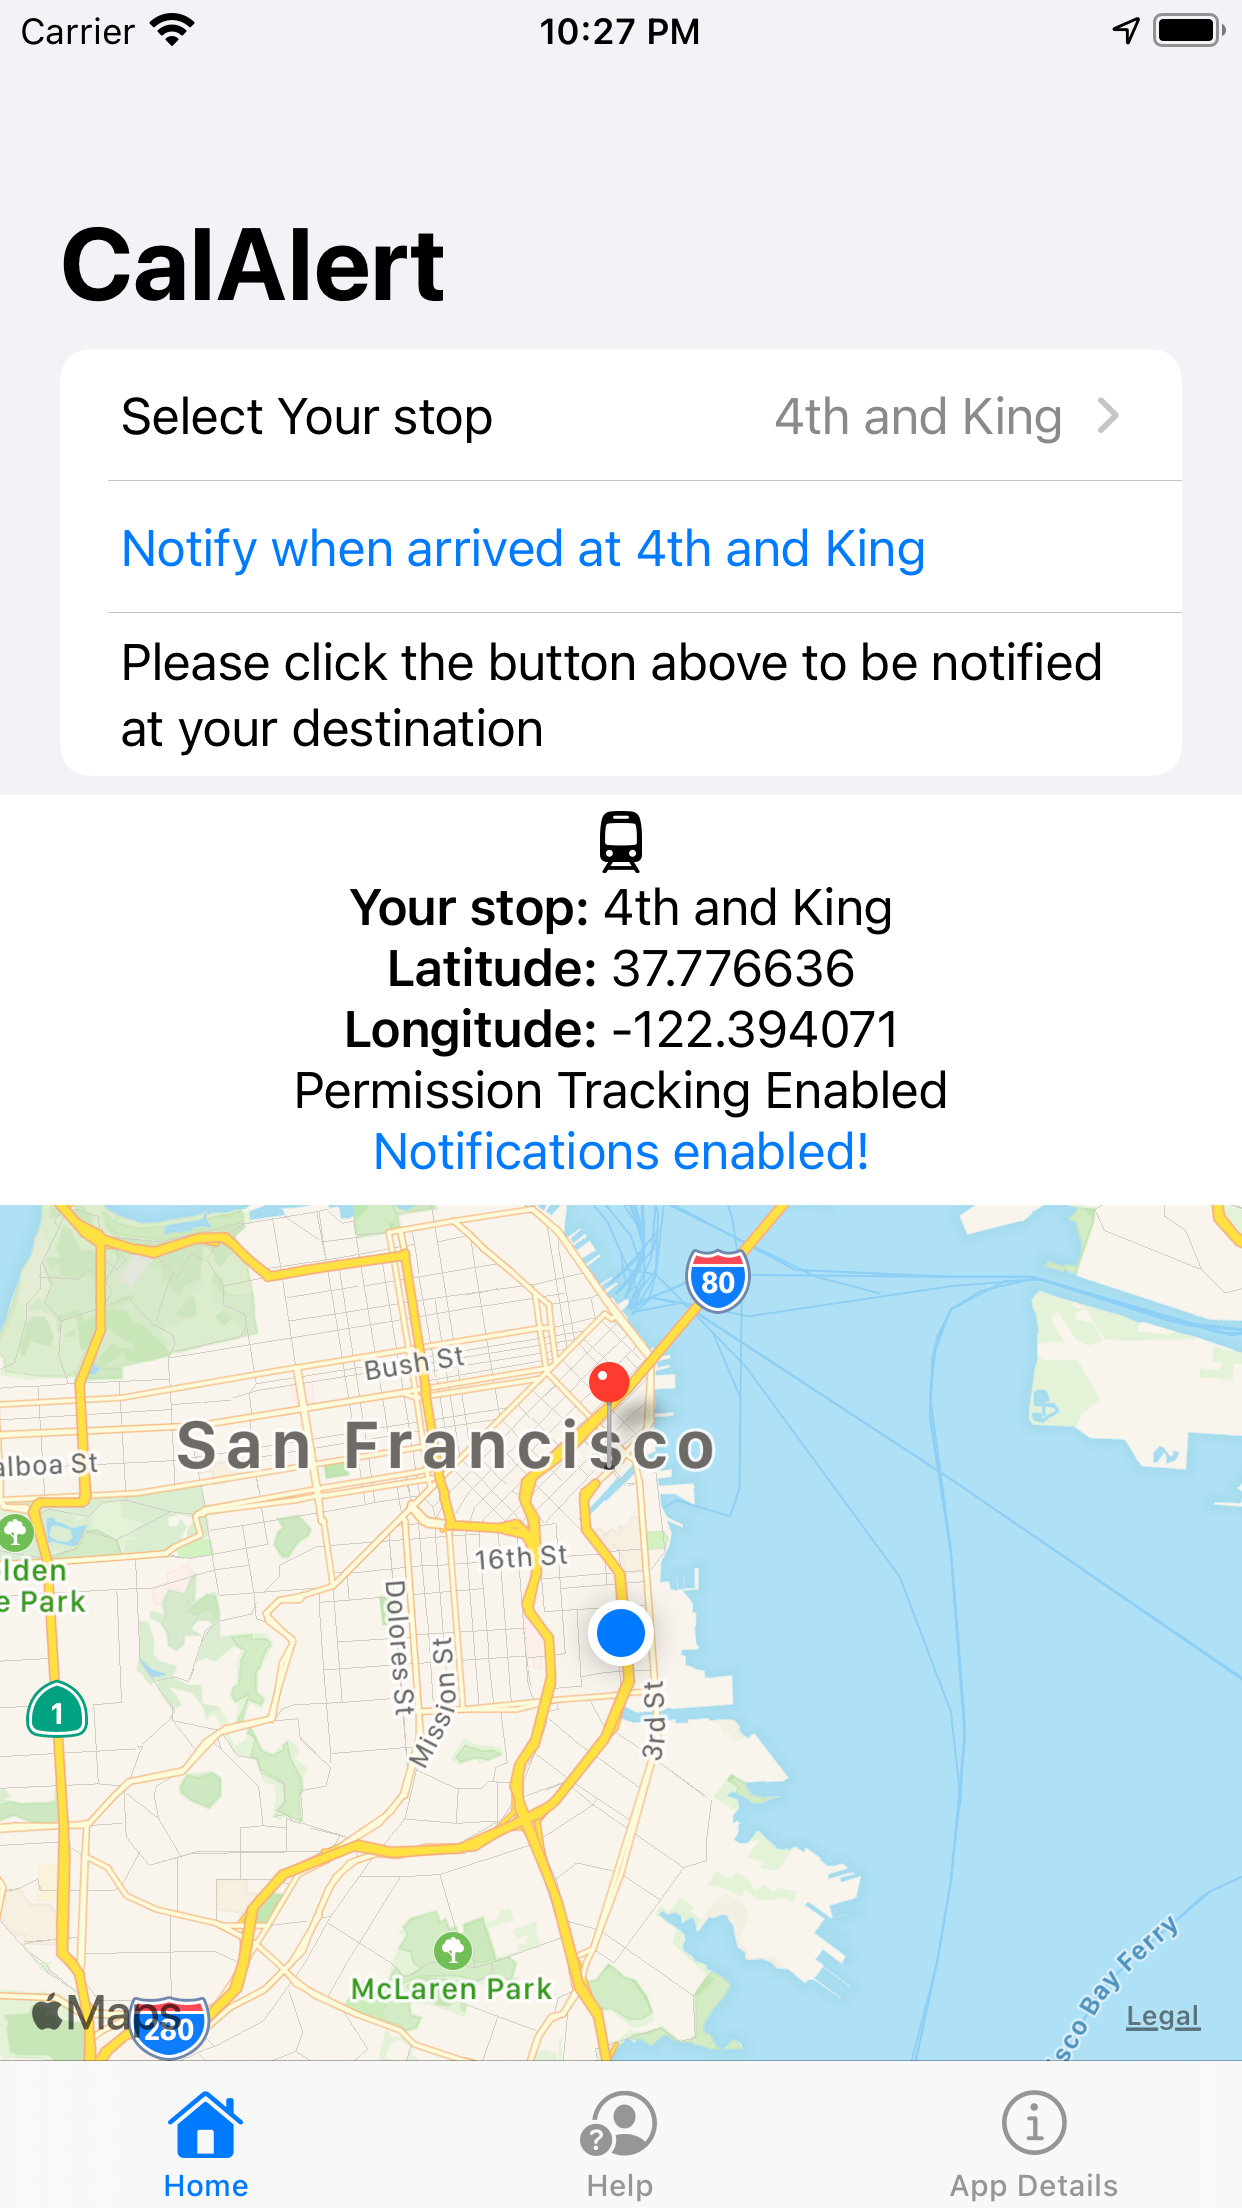 Carrier 10:27 PM
CalAlert
Select Your stop 4th and King
Notify when arrived at 4th and King
Please click the button above to be notified
at your destination
Your stop: 4th and King
Latitude: 37.776636
Longitude: -122.394071
Permission Tracking Enabled
Notifications enabled!
80
Bush St
San Francisco
alboa St
16th St
lden
e Park
Dolores St
Mission St
3rd St
1
McLaren Park
Maps
280
sco Bay Ferry
Legal
Home Help App Details